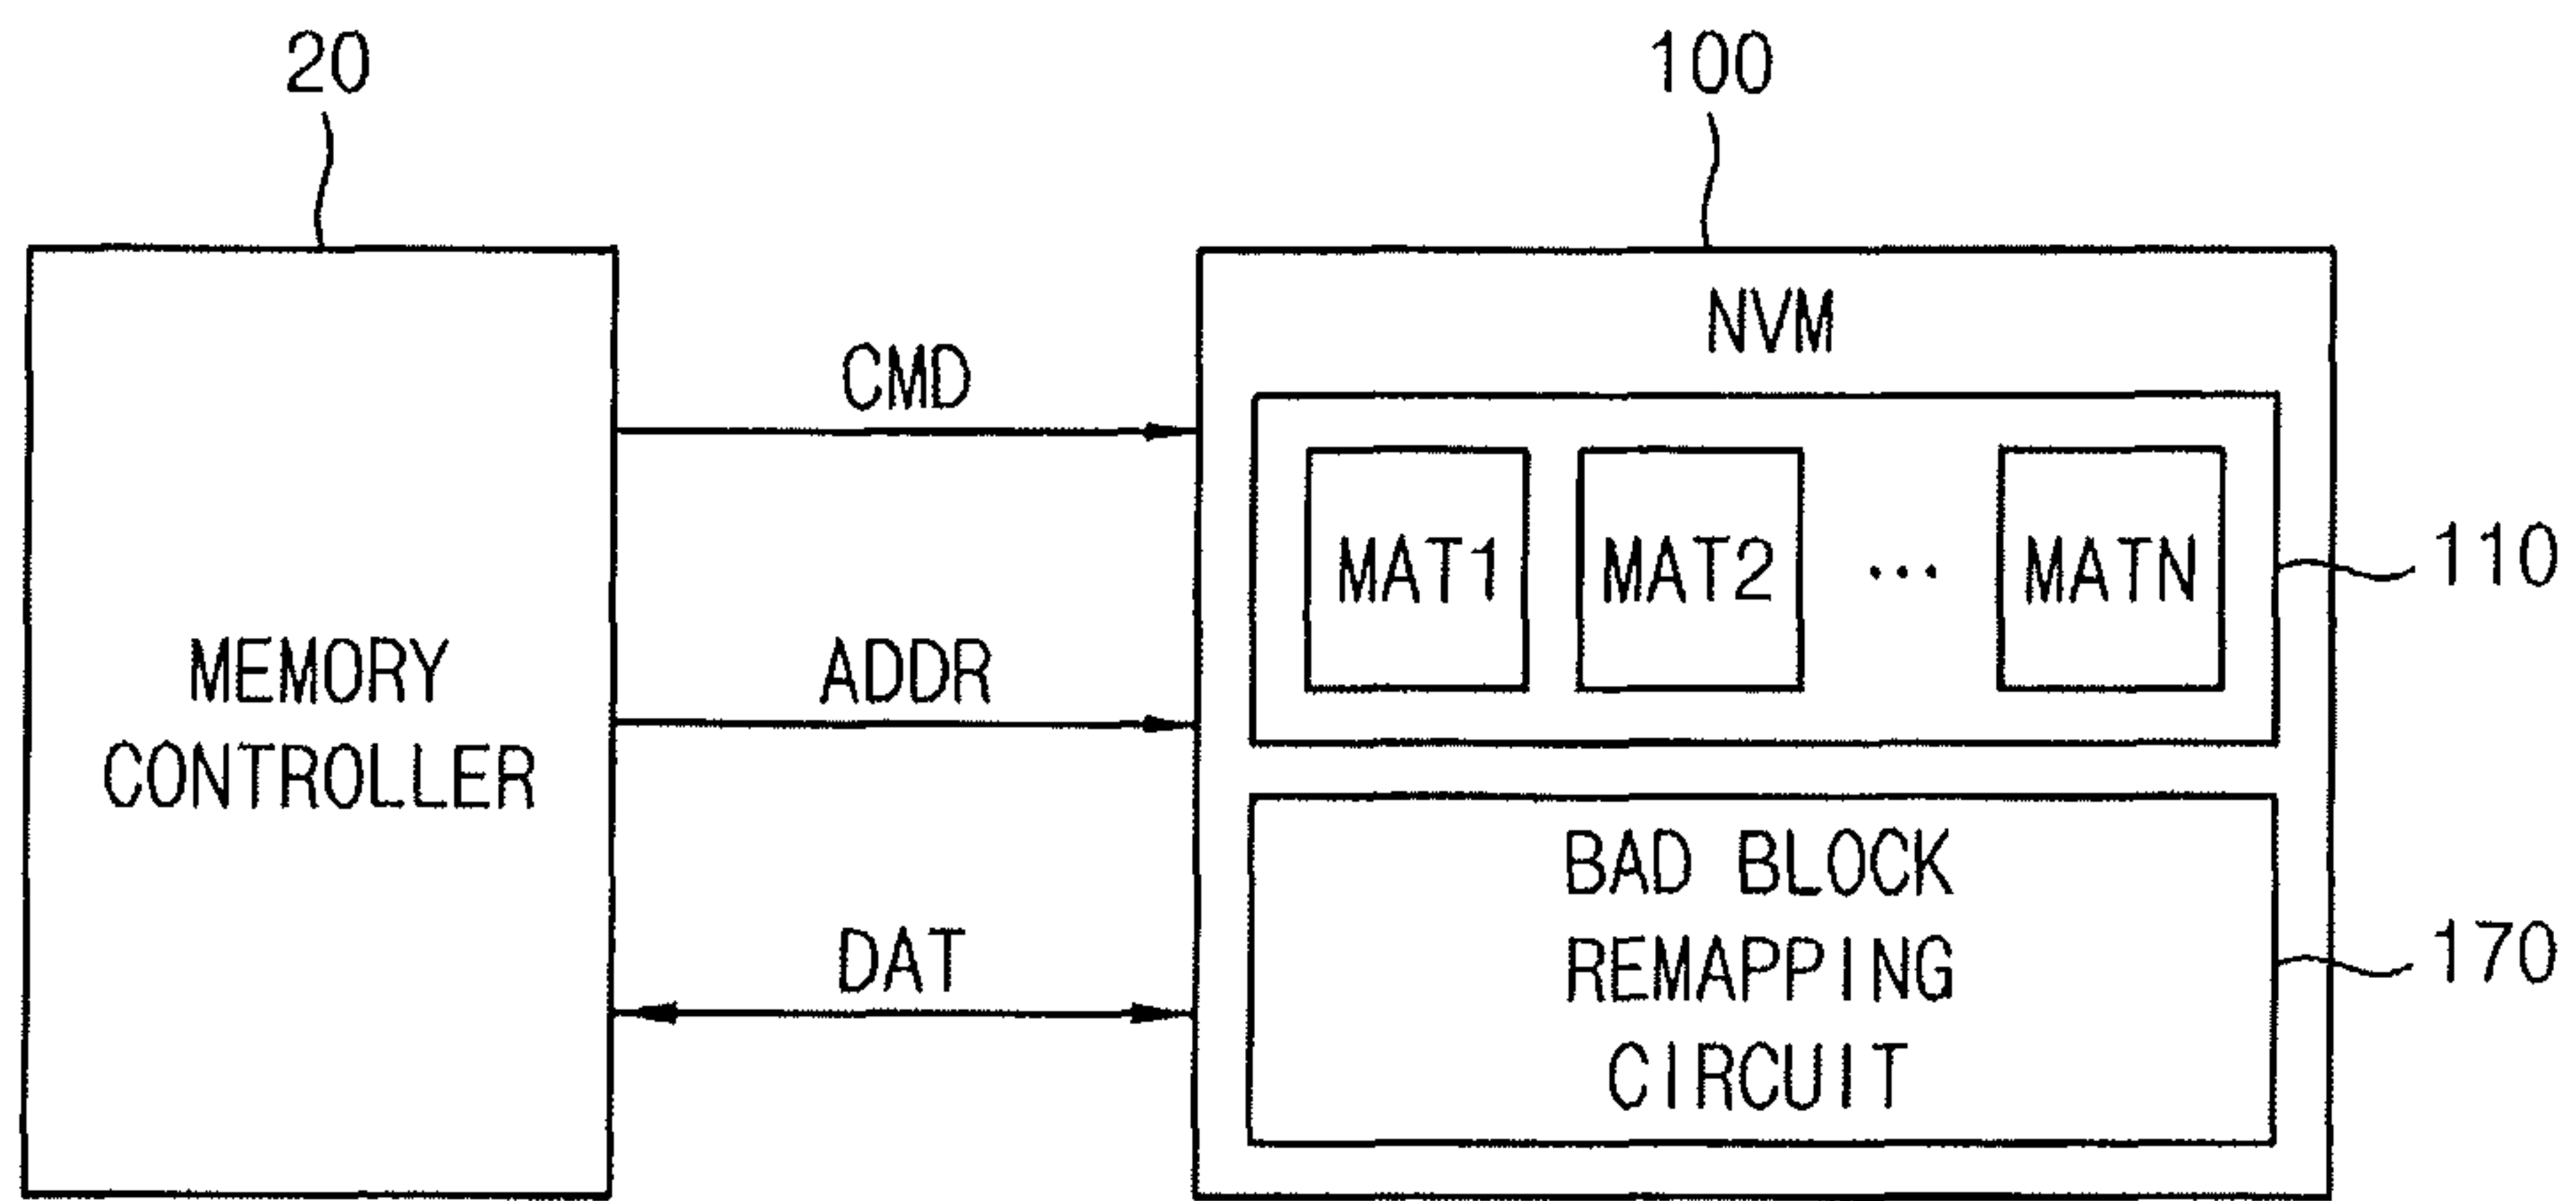 20
100
NVM
CMD
MAT1 MAT2 ... MATN
110
MEMORY
CONTROLLER
ADDR
BAD BLOCK
REMAPPING
CIRCUIT
170
DAT